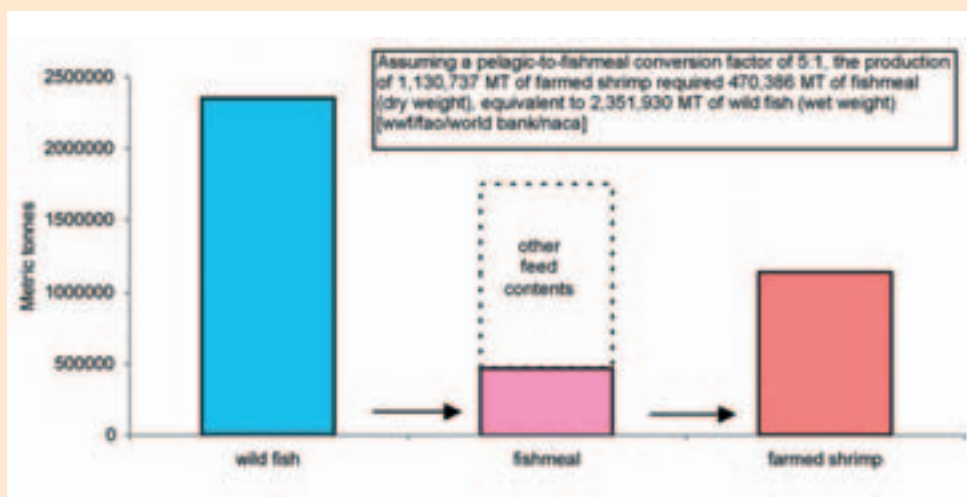 Assuming a pelagic-to-fishmeal conversion factor of 5:1, the production
of 1,130,737 MT of farmed shrimp required 470,386 MT of fishmeal
(dry weight), equivalent to 2,351,930 MT of wild fish (wet weight)
[wwf/fao/world bank/naca]
Metric tonnes
2500000
2000000
1500000
1000000
500000
0
other
feed
contents
wild fish
fishmeal
farmed shrimp